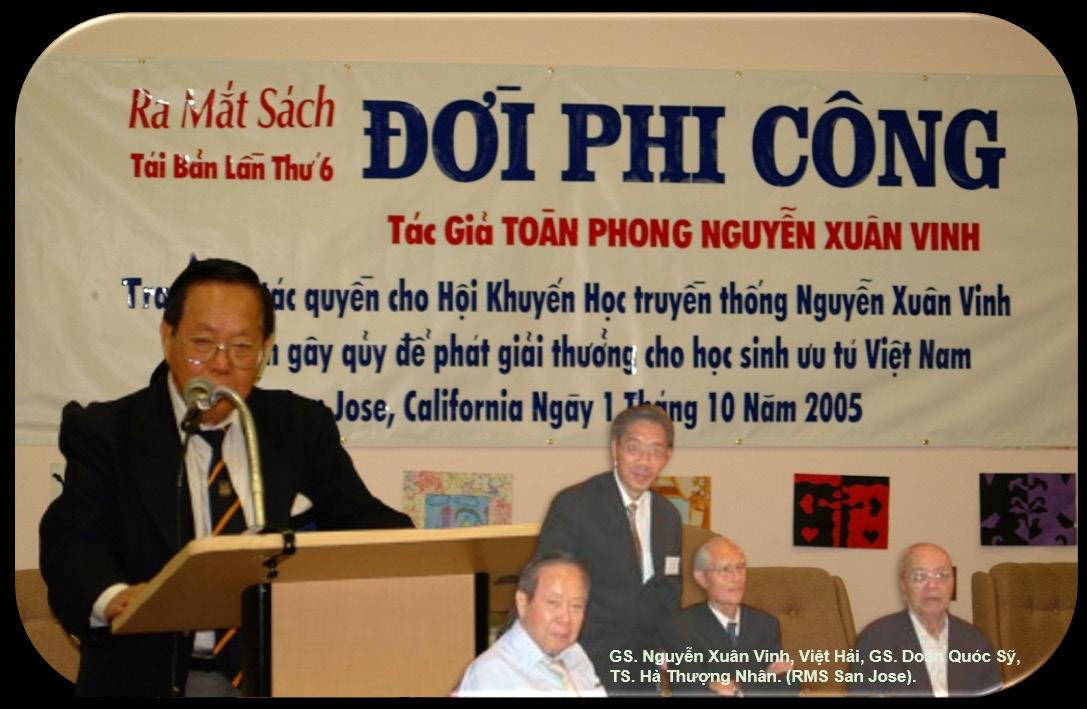 Ra Mắt Sách
Tái Bản Lần Thứ 6
ĐỜI PHI CÔNG
Tác Giả TOÀN PHONG NGUYỄN XUÂN VINH
tác quyền cho Hội Khuyến Học truyền thống Nguyễn Xuân Vinh
gây qủy để phát giải thưởng cho học sinh ưu tú Việt Nam
Jose, California Ngày 1 Tháng 10 Năm 2005
GS. Nguyễn Xuân Vinh, Việt Hải, GS. Doãn Quốc Sỹ,
TS. Hà Thượng Nhân. (RMS San Jose).